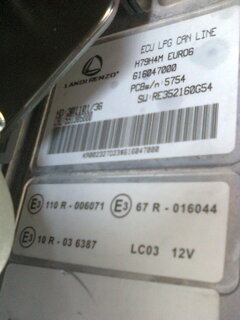 LANDIRENZO
ECU LPG CAN LINE
H79H4M EURO6
616047000
PCB#/n: 5754
SW:RE352160G54
E3 110 R - 006071
E3 67 R - 016044
E3 10 R - 03 6387
LC03 12V